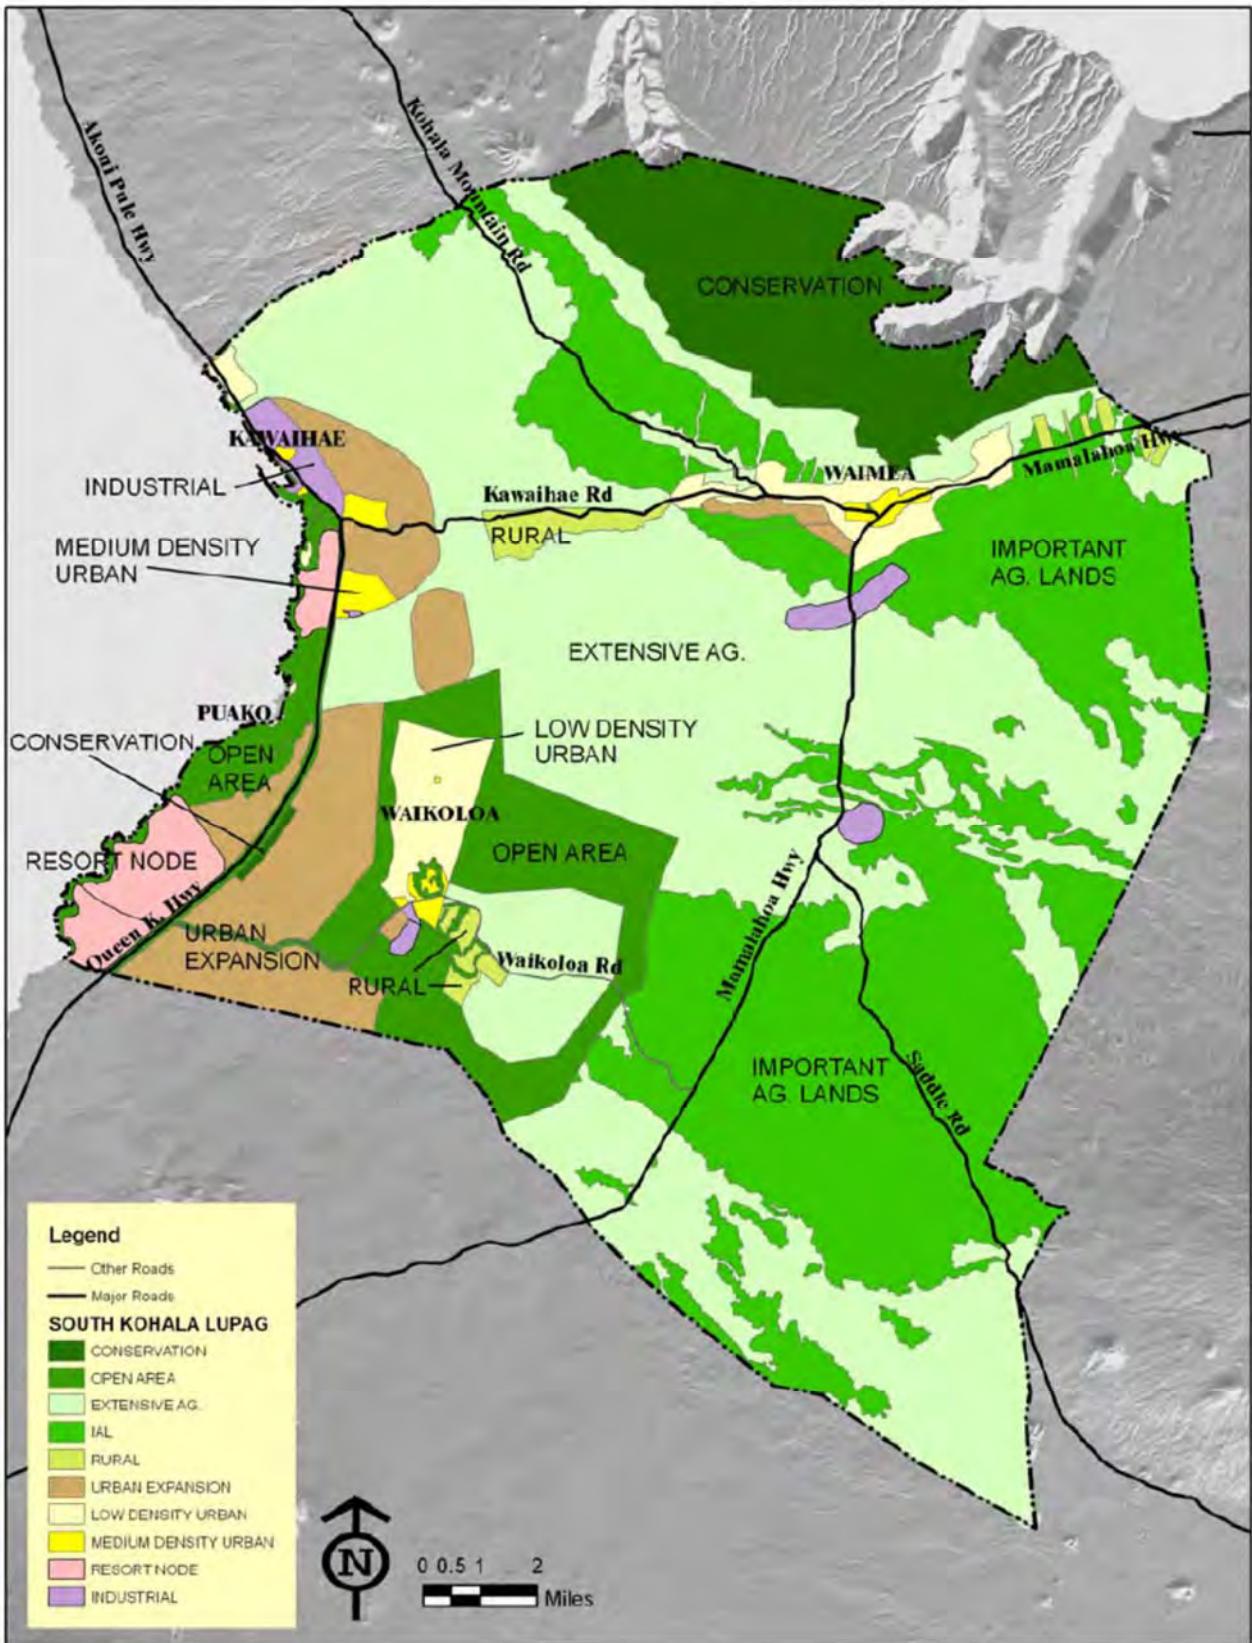 Akoni Pule Hwy
Kohala Mountain Rd
CONSERVATION
KAWAIHAE
INDUSTRIAL
WAIMEA
Mamalahoa Hwy
Kawaihae Rd
RURAL
MEDIUM DENSITY
URBAN
IMPORTANT
AG. LANDS
EXTENSIVE AG.
PUAKO
CONSERVATION
OPEN
AREA
LOW DENSITY
URBAN
WAIKOLOA
RESORT NODE
OPEN AREA
Queen K. Hwy
Mamalahoa Hwy
URBAN
EXPANSION
Waikoloa Rd
RURAL
IMPORTANT
AG. LANDS
Saddle Rd
Legend
Other Roads
Major Roads
SOUTH KOHALA LUPAG
CONSERVATION
OPEN AREA
EXTENSIVE AG.
IAL
RURAL
URBAN EXPANSION
LOW DENSITY URBAN
MEDIUM DENSITY URBAN
RESORT NODE
INDUSTRIAL
N
0 0.5 1 2
Miles